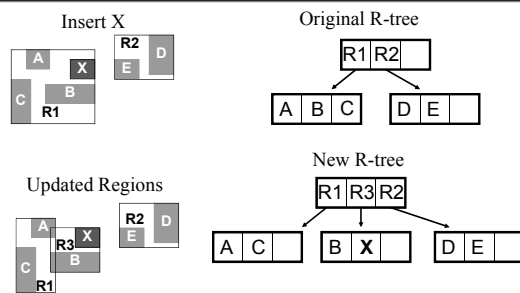 Insert X
Original R-tree
A
X
C
B
R1
R2
D
E
R1 R2
A B C
D E
Updated Regions
New R-tree
A
X
R3
C
B
R1
R2
D
E
R1 R3 R2
A C
B X
D E